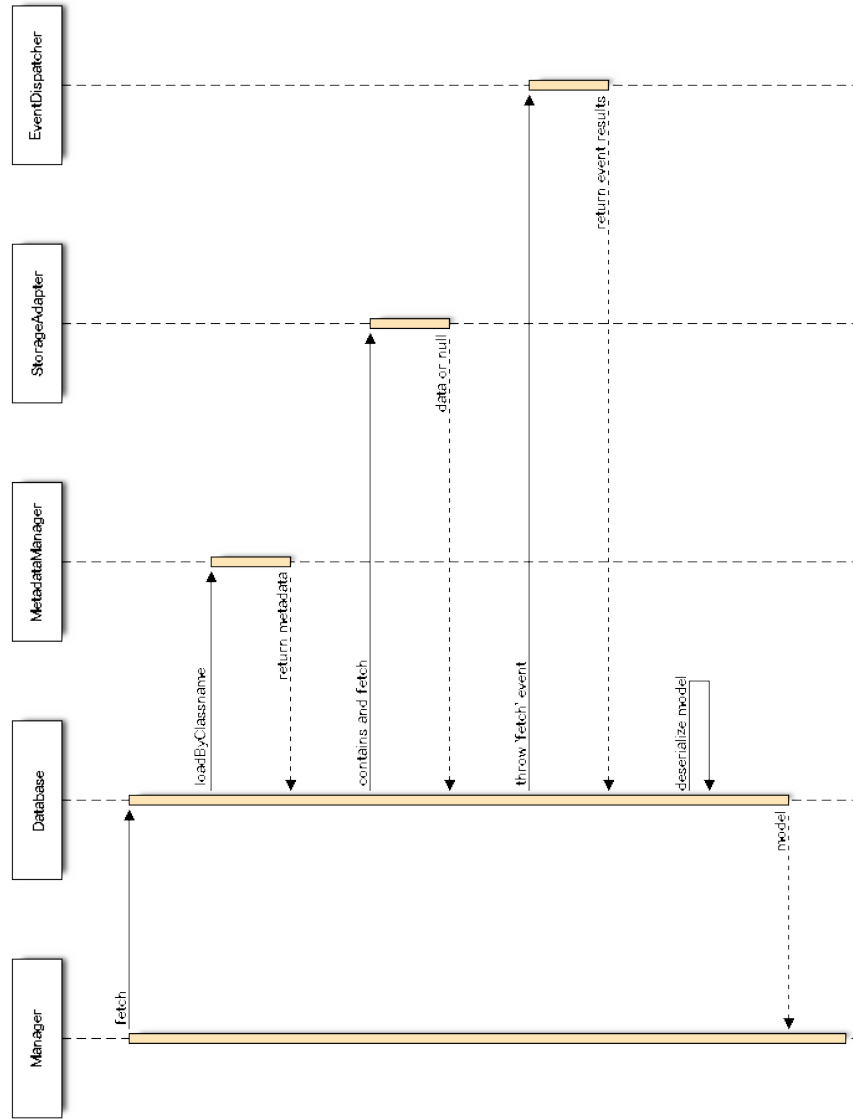 Manager
Database
MetadataManager
StorageAdapter
EventDispatcher
fetch
loadByClassname
return metadata
contains and fetch
data or null
throw 'fetch' event
return event results
deserialize model
model